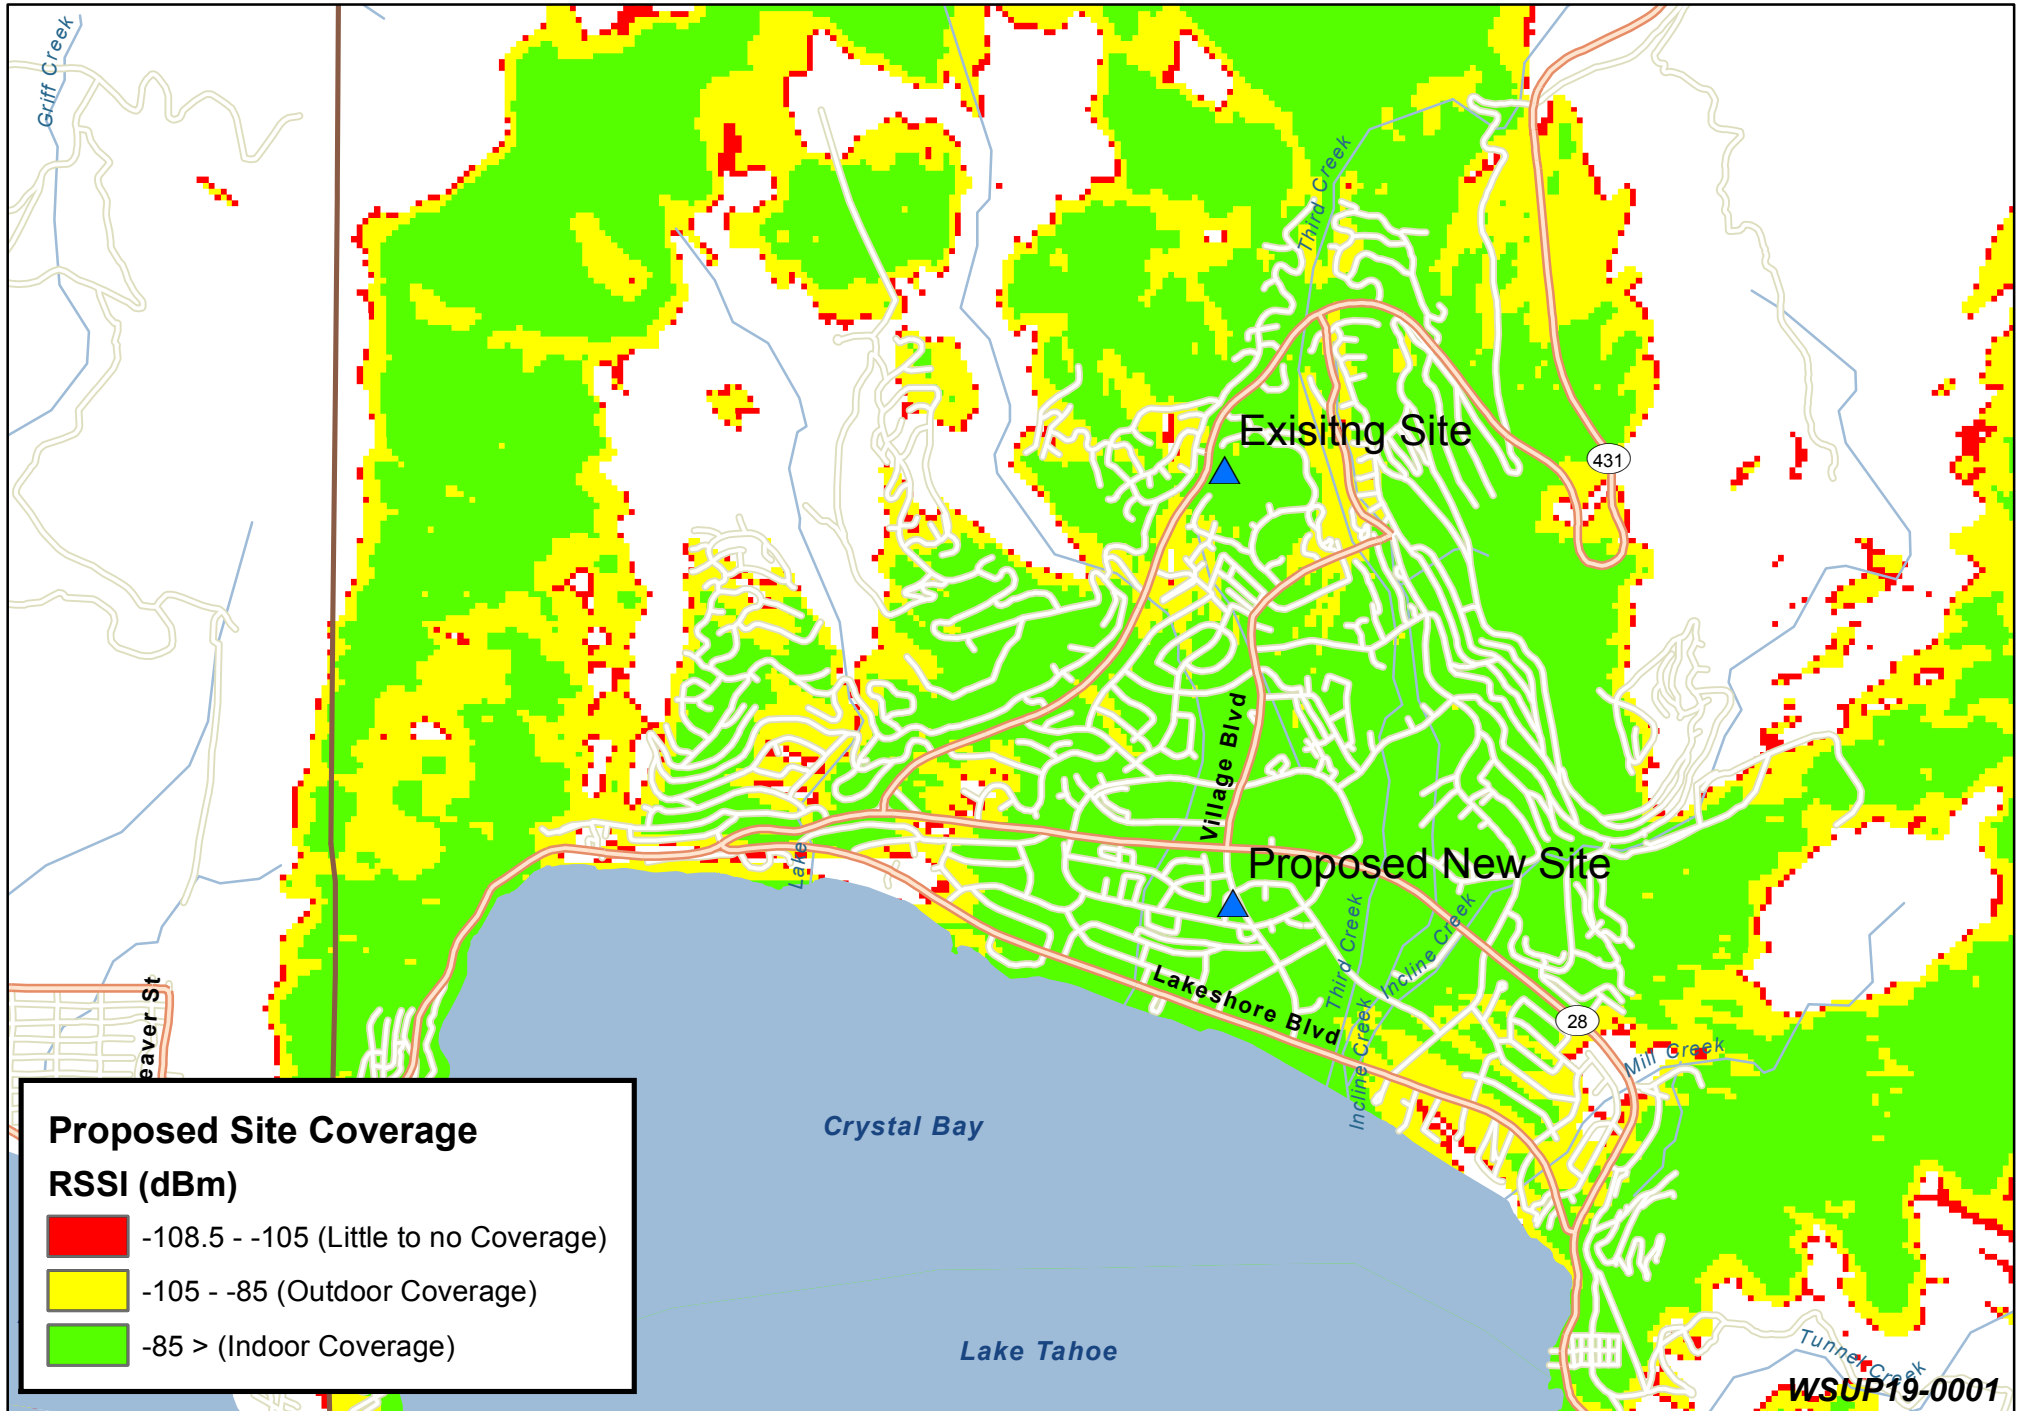 Griff Creek
Third Creek
Exisitng Site
431
Village Blvd
Proposed New Site
Lake
Third Creek
Incline Creek
Lakeshore Blvd
Incline Creek
28
Mill Creek
eaver St
Crystal Bay
Lake Tahoe
Tunnel Creek
Proposed Site Coverage
RSSI (dBm)
-108.5 - -105 (Little to no Coverage)
-105 - -85 (Outdoor Coverage)
-85 > (Indoor Coverage)
WSUP19-0001